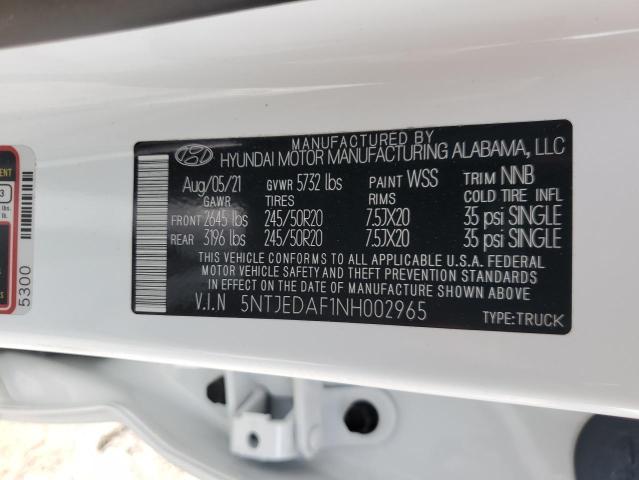 MANUFACTURED BY
HYUNDAI MOTOR MANUFACTURING ALABAMA, LLC
Aug/05/21 GVWR 5732 lbs PAINT WSS TRIM NNB
GAWR TIRES RIMS COLD TIRE INFL
FRONT 2645 lbs 245/50R20 7.5JX20 35 psi SINGLE
REAR 3196 lbs 245/50R20 7.5JX20 35 psi SINGLE
THIS VEHICLE CONFORMS TO ALL APPLICABLE U.S.A. FEDERAL
MOTOR VEHICLE SAFETY AND THEFT PREVENTION STANDARDS
IN EFFECT ON THE DATE OF MANUFACTURE SHOWN ABOVE.
V.I.N 5NTJEDAF1NH002965
TYPE:TRUCK
5300
3
lbs.